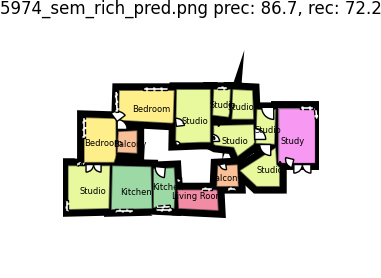 5974_sem_rich_pred.png prec: 86.7, rec: 72.2
Bedroom
Studio
Studio
Studio
Studio
Studio
Study
Bedroom
Balcony
Studio
Balcony
Studio
Kitchen
Kitchen
Living Room